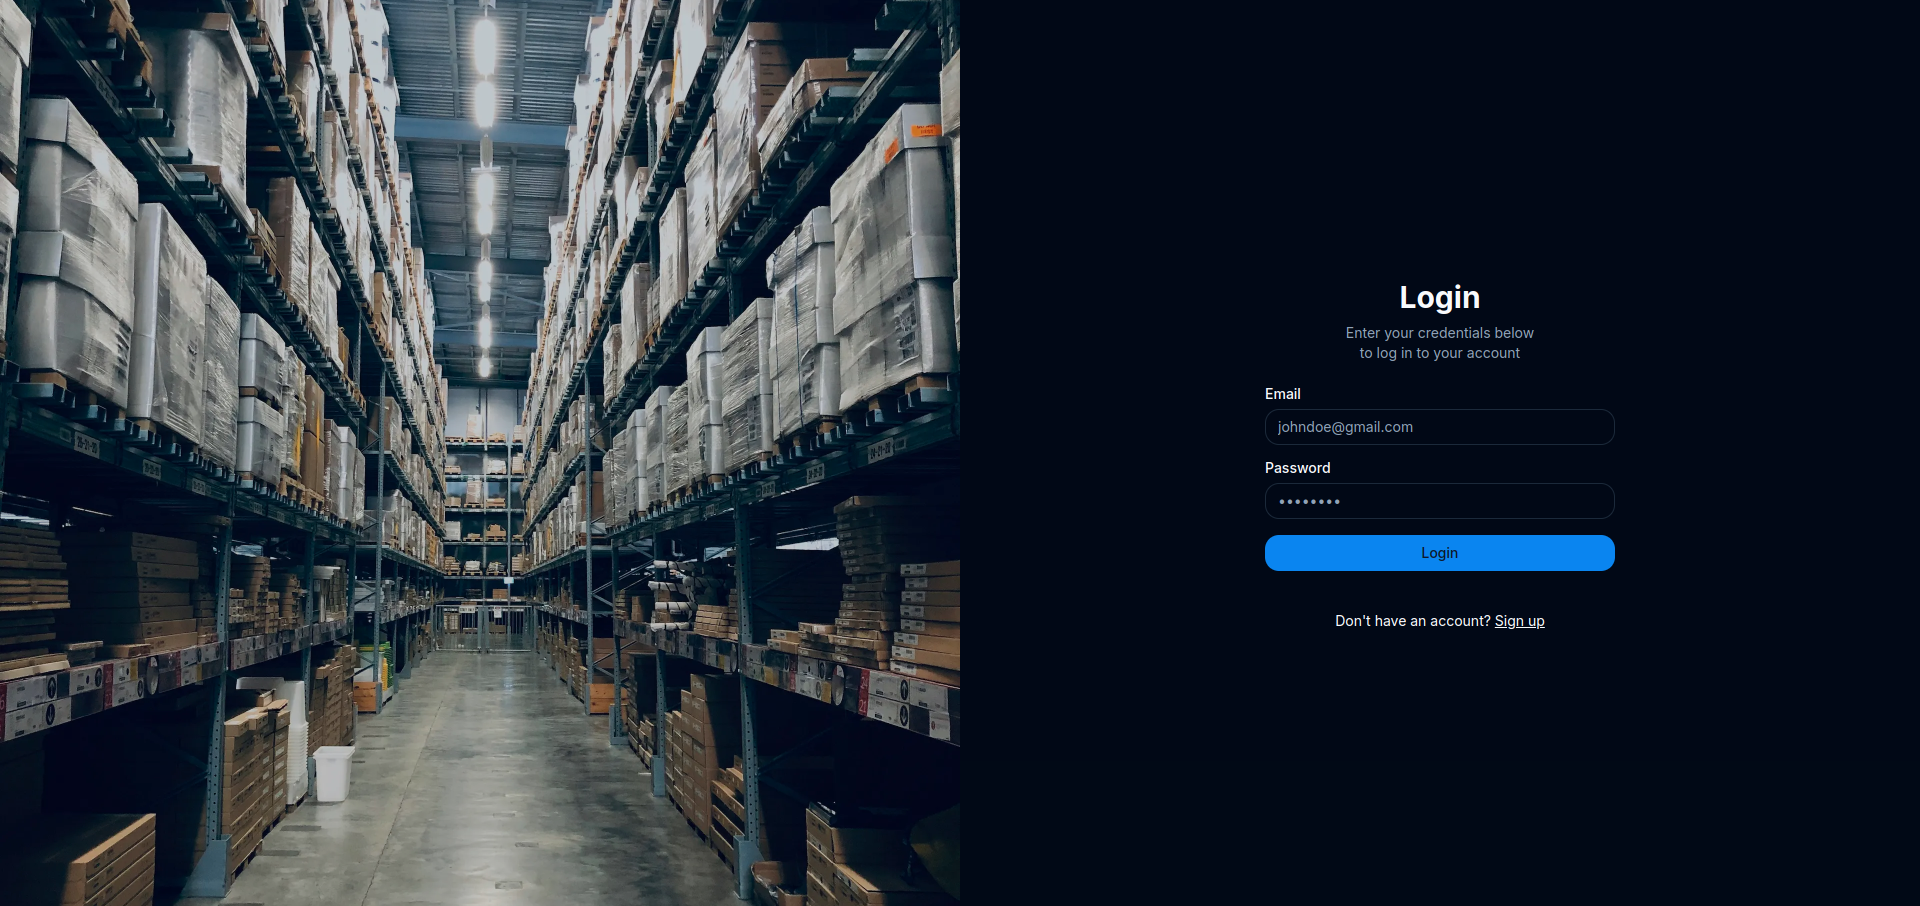 Login
Enter your credentials below
to log in to your account
Email
johndoe@gmail.com
Password
••••••••
Login
Don't have an account? Sign up